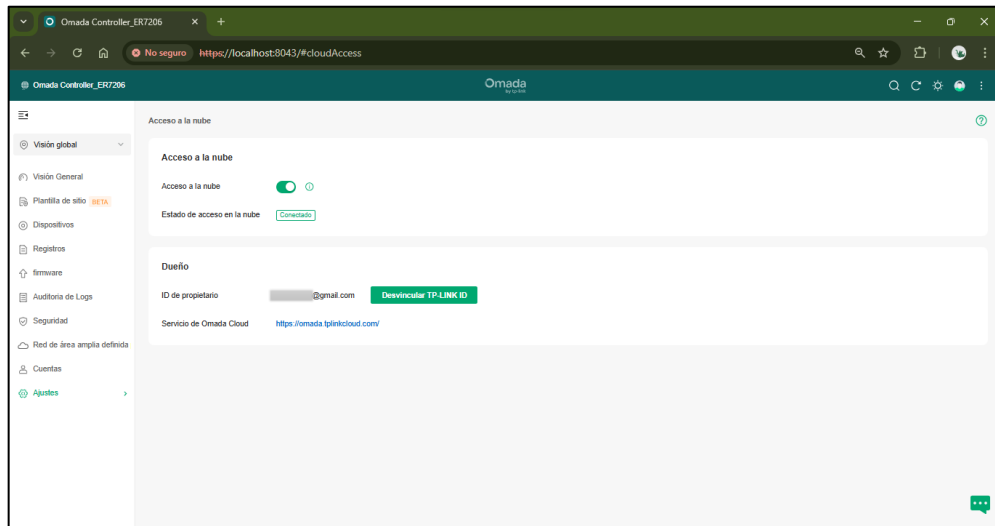 Omada Controller_ER7206
No seguro https://localhost:8043/#cloudAccess
Omada Controller_ER7206
Omada
by tp-link
Acceso a la nube
Visión global
Acceso a la nube
Visión General
Acceso a la nube
Plantilla de sitio BETA
Estado de acceso en la nube Conectado
Dispositivos
Registros
Dueño
firmware
Auditoria de Logs
ID de propietario @gmail.com Desvincular TP-LINK ID
Seguridad
Servicio de Omada Cloud https://omada.tplinkcloud.com/
Red de área amplia definida
Cuentas
Ajustes